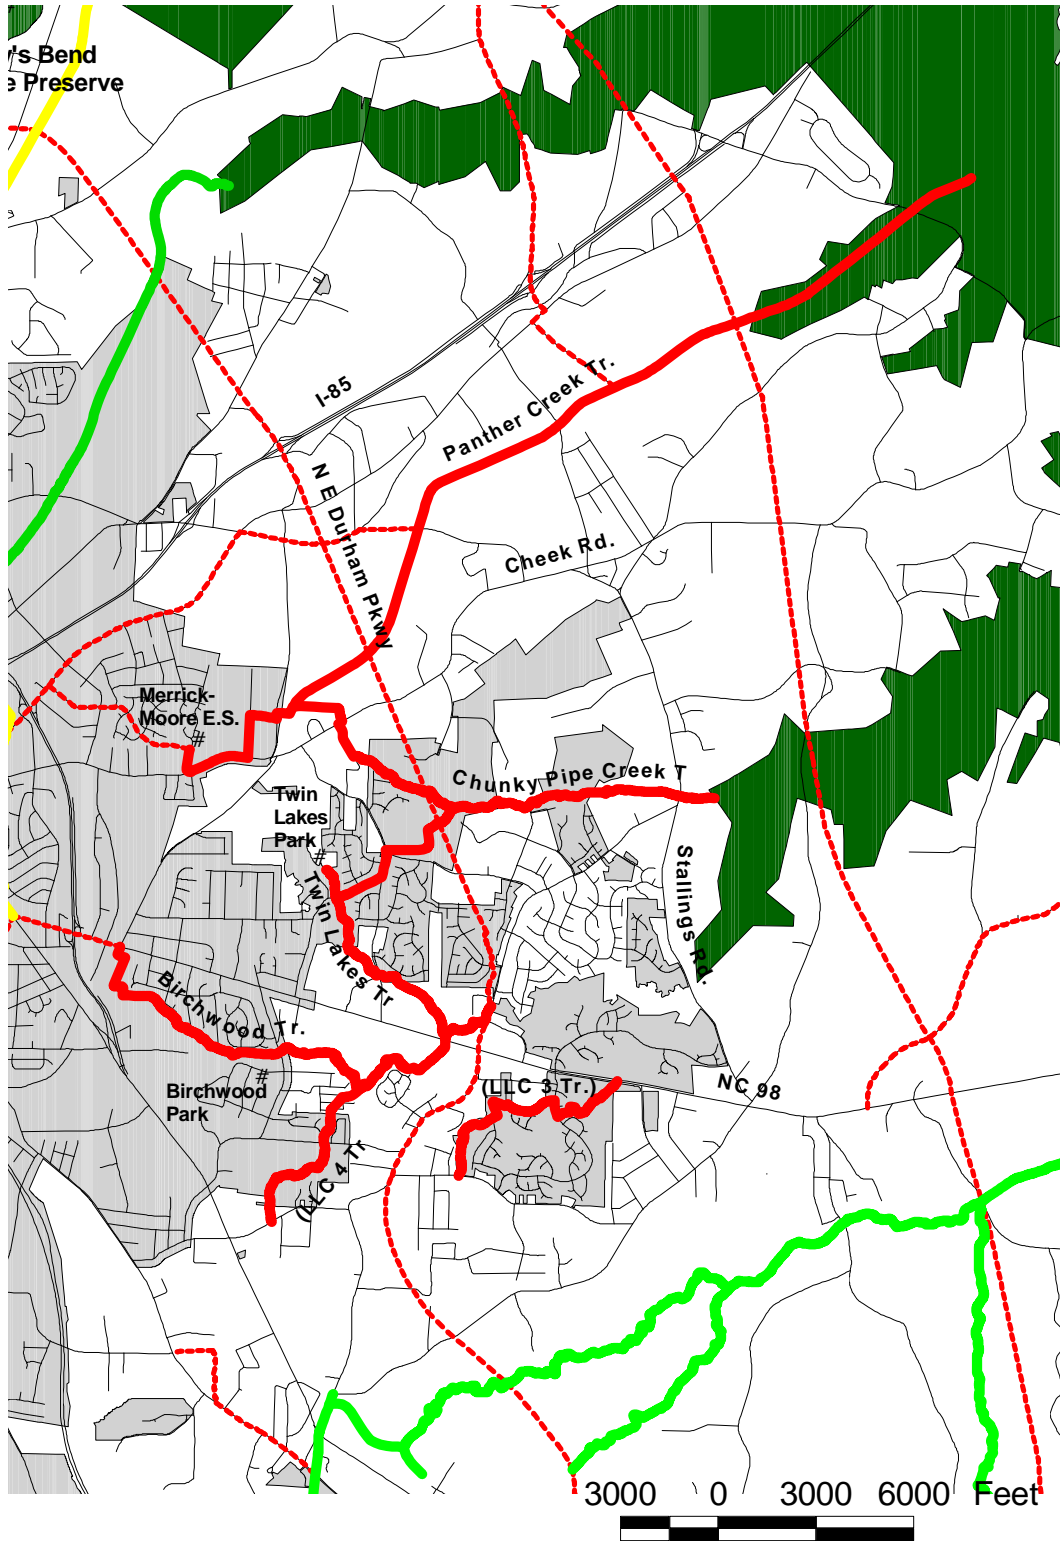 y's Bend
e Preserve
I-85
Panther Creek Tr.
N E Durham Pkwy
Cheek Rd.
Merrick-
Moore E.S.
#
Chunky Pipe Creek T
Twin
Lakes
Park
#
Twin Lakes Tr
Stallings Rd.
Birchwood Tr.
Birchwood
Park
#
(LLC 3 Tr.)
NC 98
(LLC 4 Tr
3000 0 3000 6000 Feet